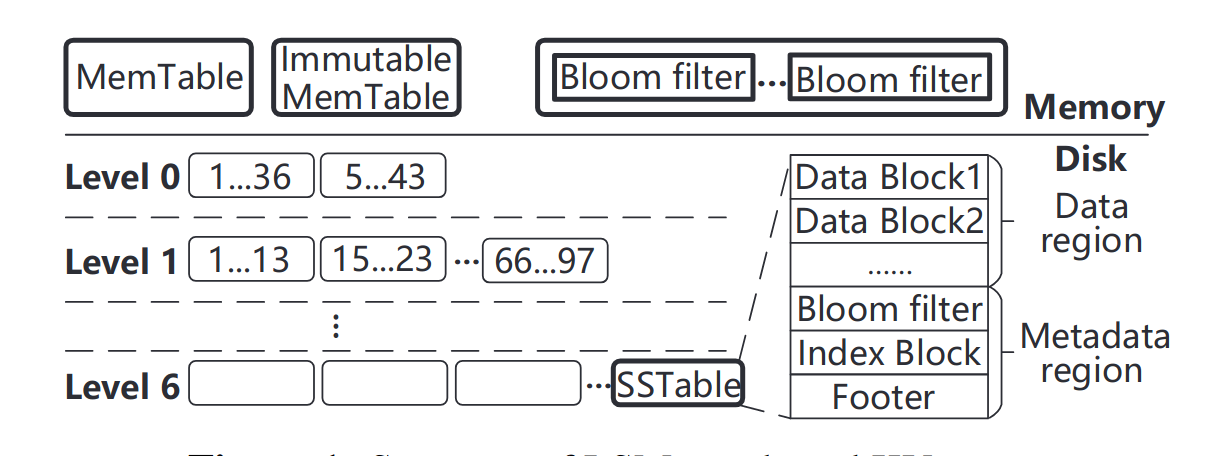 MemTable
Immutable
MemTable
Bloom filter ... Bloom filter
Memory
Level 0 1...36 5...43
Level 1 1...13 15...23 ... 66...97
⋮
Level 6 ... SSTable
Disk
Data Block1
Data Block2
......
Data
region
Bloom filter
Index Block
Footer
Metadata
region